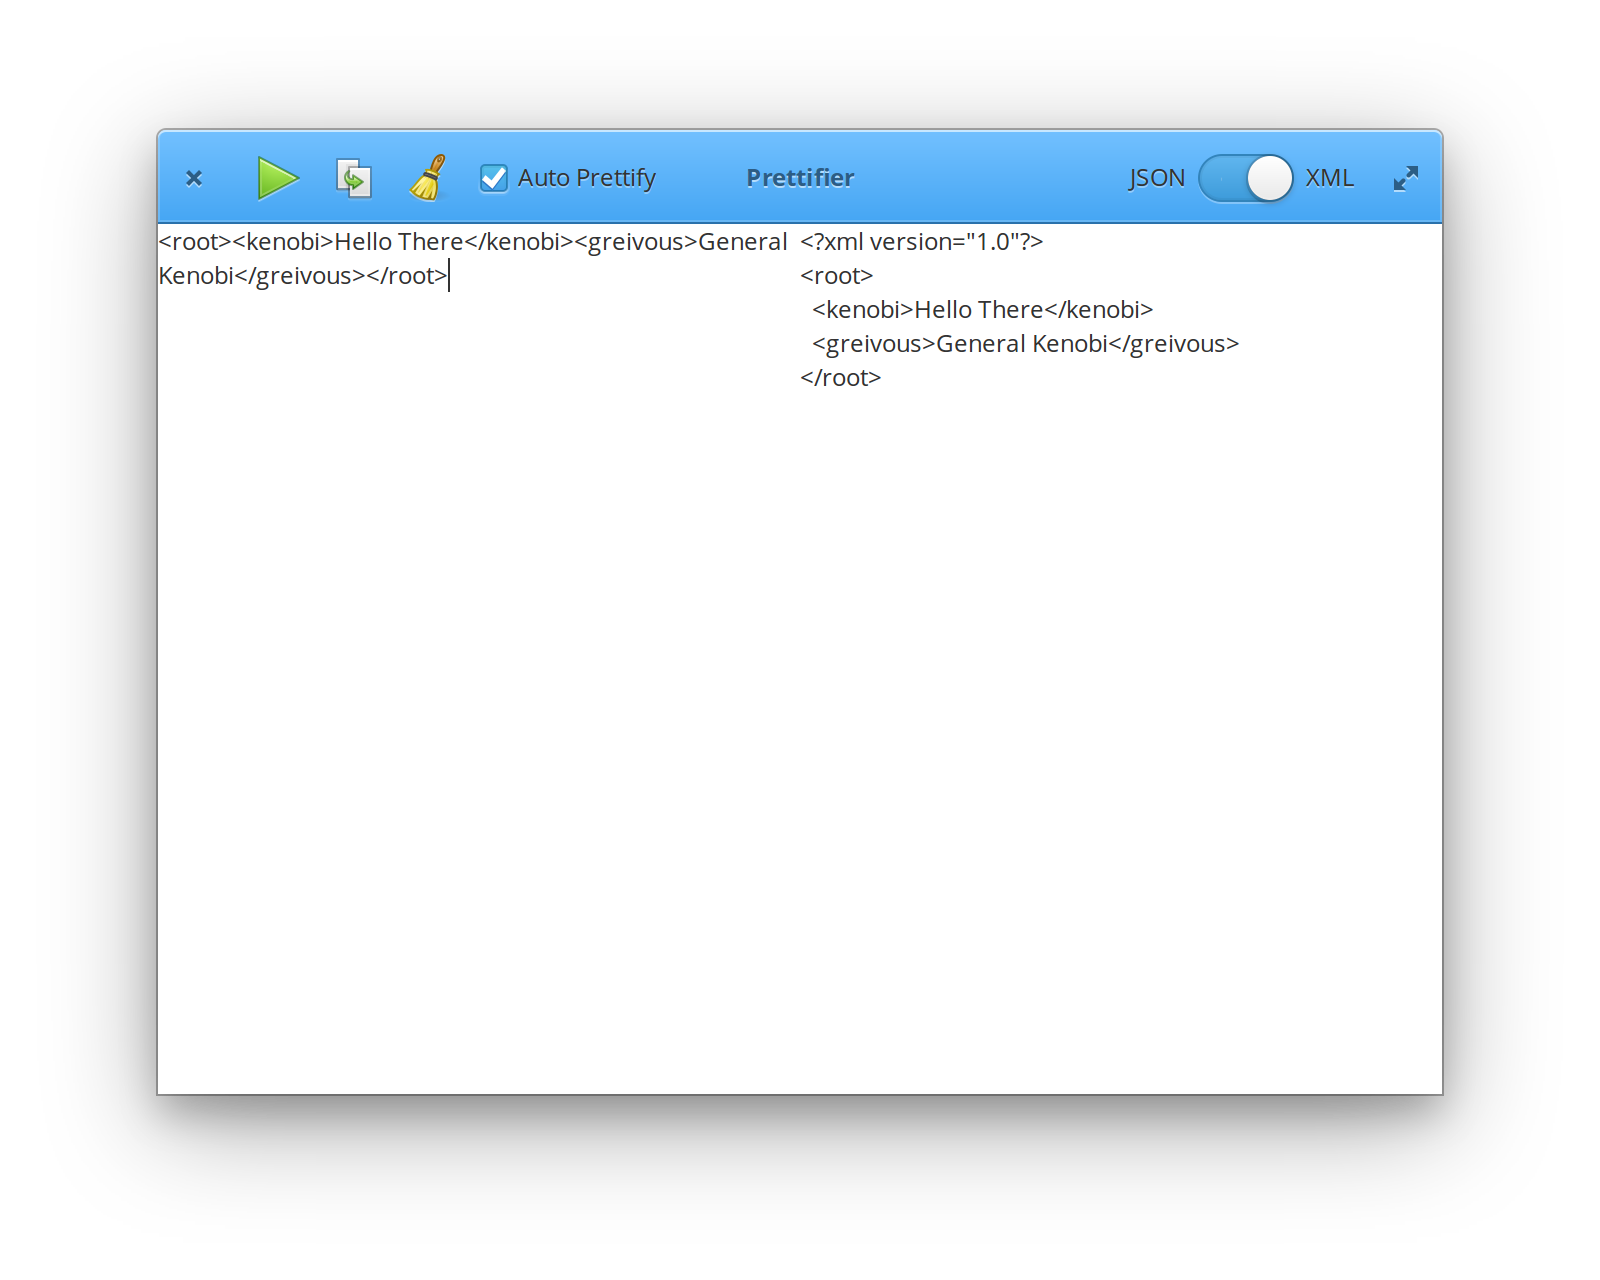 Auto Prettify
Prettifier
JSON
XML
<root><kenobi>Hello There</kenobi><greivous>General
Kenobi</greivous></root>
<?xml version="1.0"?>
<root>
<kenobi>Hello There</kenobi>
<greivous>General Kenobi</greivous>
</root>